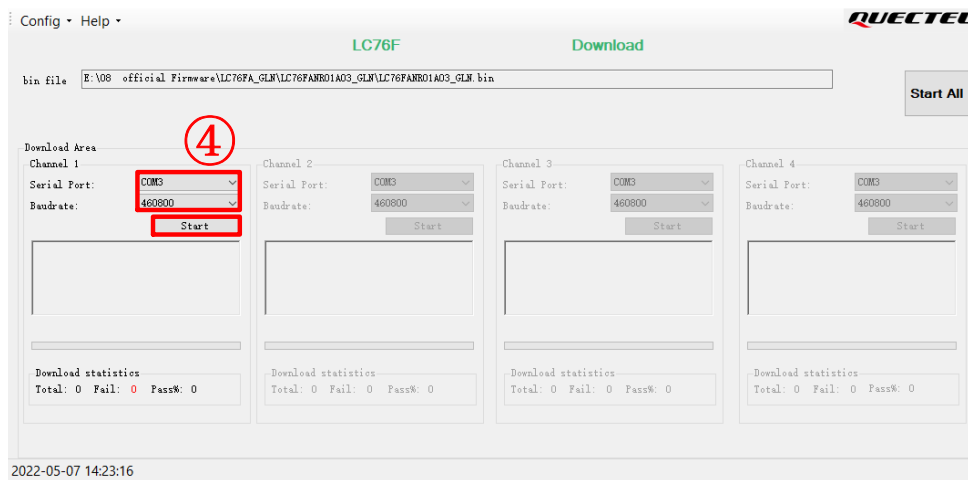 Config Help
QUECTEL
LC76F Download
bin file E:\08 official Firmware\LC76FA_GLN\LC76FANR01A03_GLN\LC76FANR01A03_GLN.bin
Start All
④
Download Area
Channel 1 Channel 2 Channel 3 Channel 4
Serial Port: COM3 Serial Port: COM3 Serial Port: COM3 Serial Port: COM3
Baudrate: 460800 Baudrate: 460800 Baudrate: 460800 Baudrate: 460800
Start Start Start Start
Download statistics Download statistics Download statistics Download statistics
Total: 0 Fail: 0 Pass%: 0 Total: 0 Fail: 0 Pass%: 0 Total: 0 Fail: 0 Pass%: 0 Total: 0 Fail: 0 Pass%: 0
2022-05-07 14:23:16